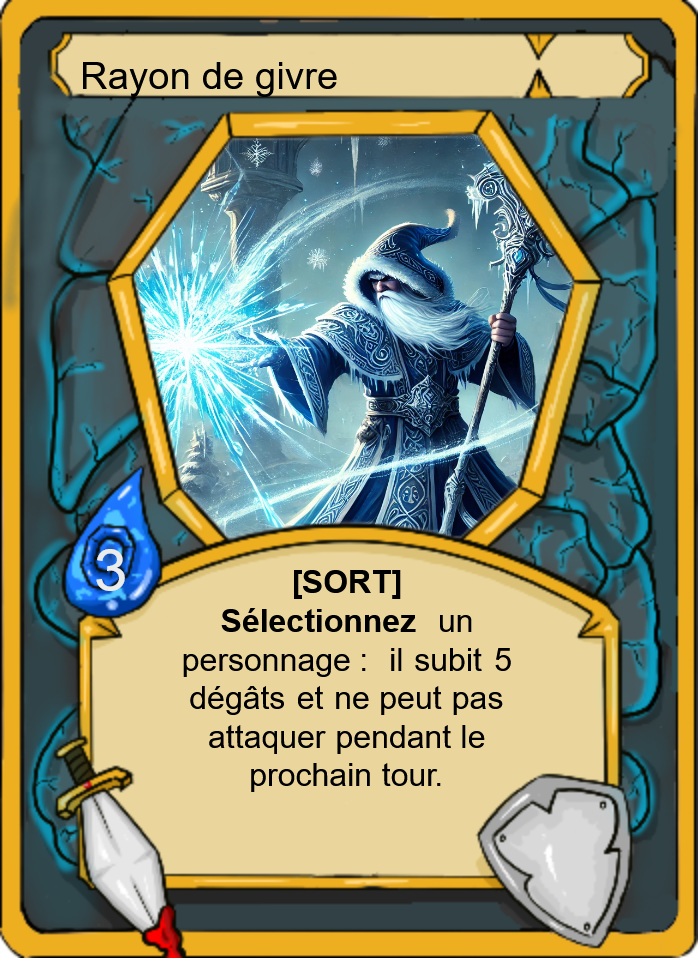 Rayon de givre
3
[SORT]
Sélectionnez un
personnage : il subit 5
dégâts et ne peut pas
attaquer pendant le
prochain tour.